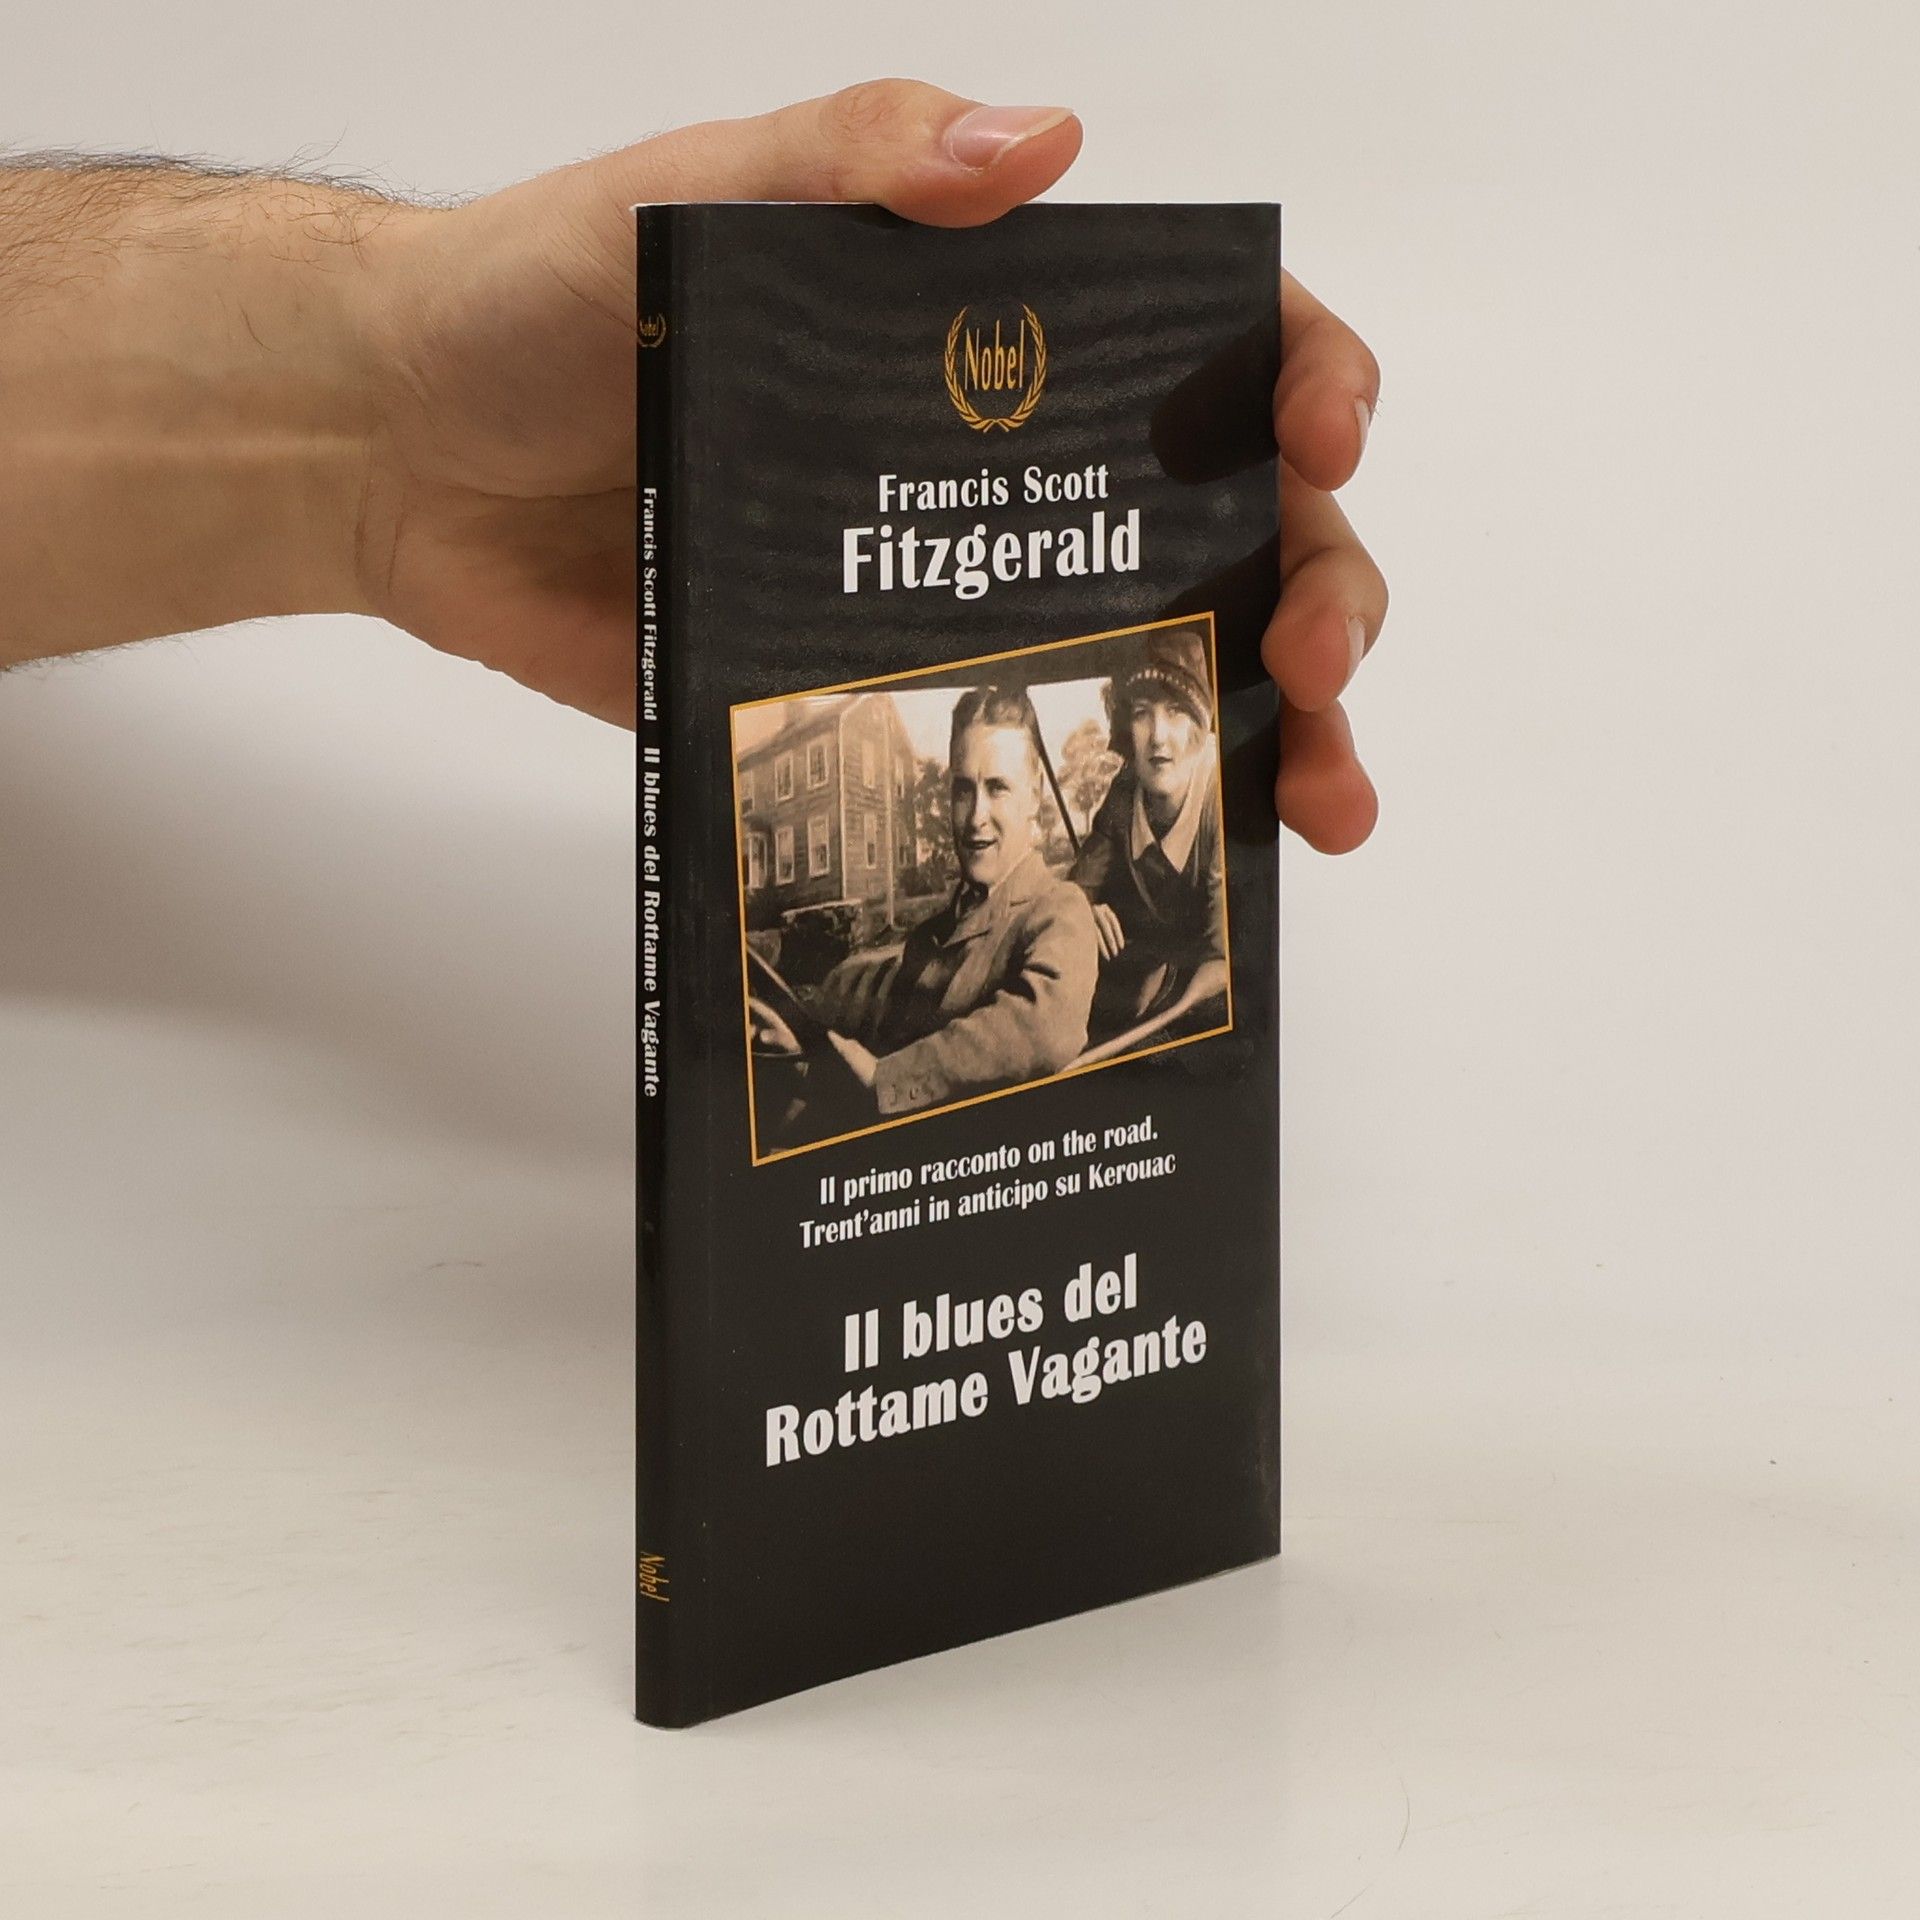 Nobel
Francis Scott
Fitzgerald
Il primo racconto on the road.
Trent'anni in anticipo su Kerouac
Il blues del
Rottame Vagante
Nobel
Francis Scott Fitzgerald Il blues del Rottame Vagante
Nobel